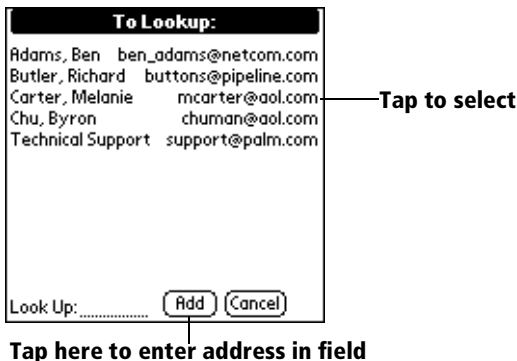 To Lookup:
Adams, Ben ben_adams@netcom.com
Butler, Richard buttons@pipeline.com
Carter, Melanie mcarter@aol.com
Tap to select
Chu, Byron chuman@aol.com
Technical Support support@palm.com
Look Up: Add Cancel
Tap here to enter address in field